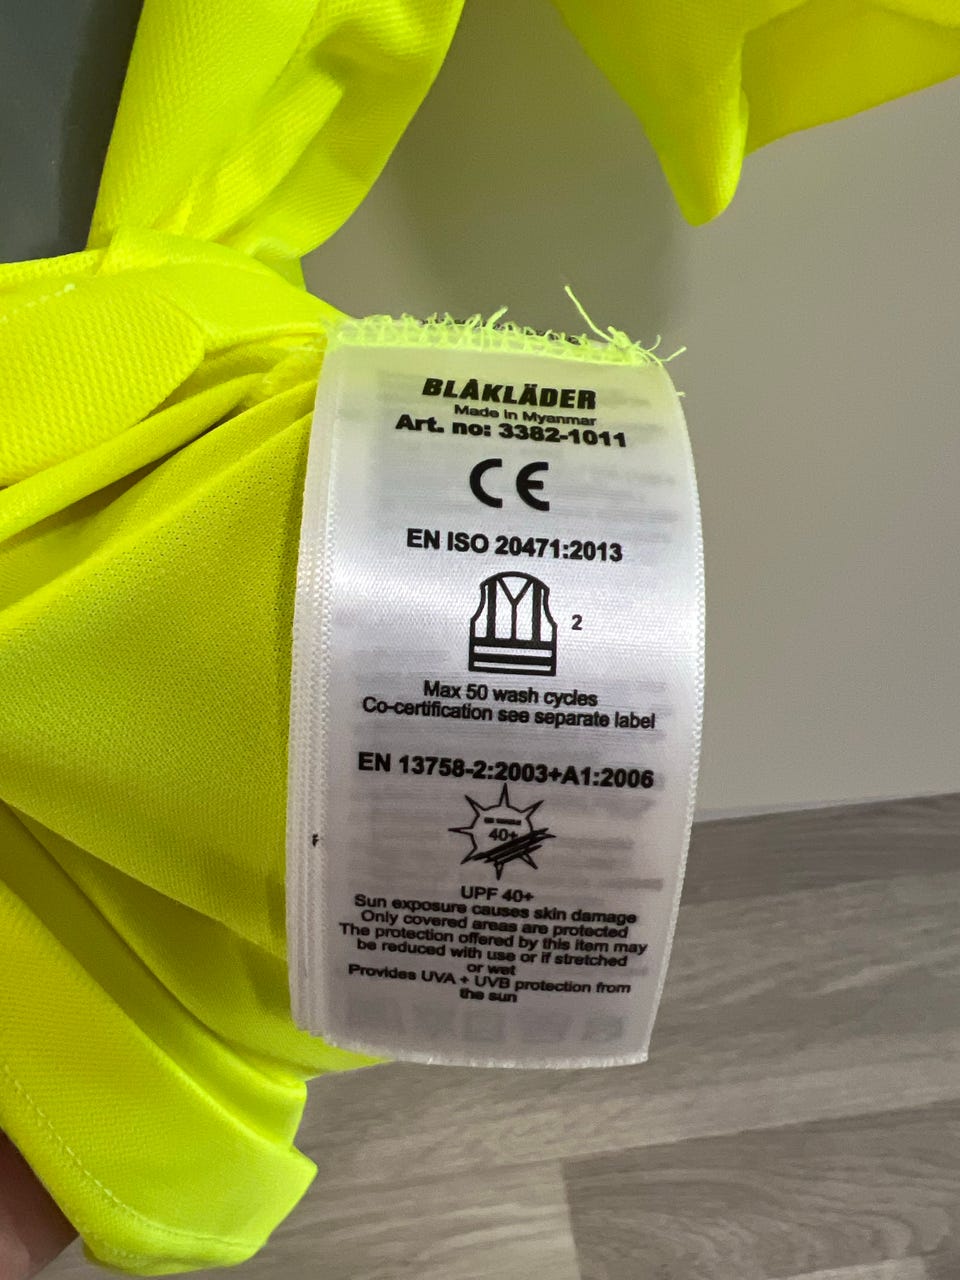 BLÅKLÄDER
Made in Myanmar
Art. no: 3382-1011
CE
EN ISO 20471:2013
2
Max 50 wash cycles
Co-certification see separate label
EN 13758-2:2003+A1:2006
40+
UPF 40+
Sun exposure causes skin damage
Only covered areas are protected
The protection offered by this item may
be reduced with use or if stretched
or wet
Provides UVA + UVB protection from
the sun